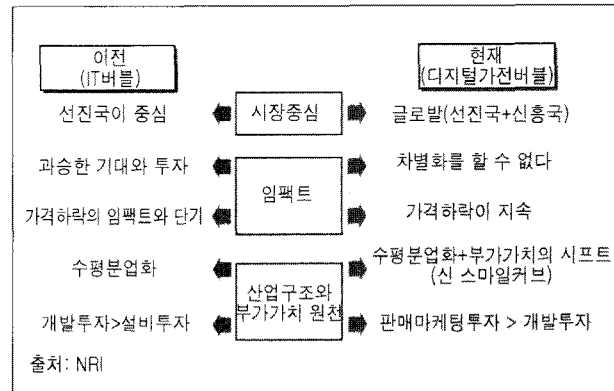 이전
(IT버블)
현재
(디지털가전버블)
선진국이 중심
시장중심
글로발(선진국+신흥국)
과승한 기대와 투자
임팩트
차별화를 할 수 없다
가격하락의 임팩트와 단기
가격하락이 지속
수평분업화
산업구조와
부가가치 원천
수평분업화+부가가치의 시프트
(신 스마일커브)
개발투자>설비투자
판매마케팅투자 > 개발투자
출처: NRI